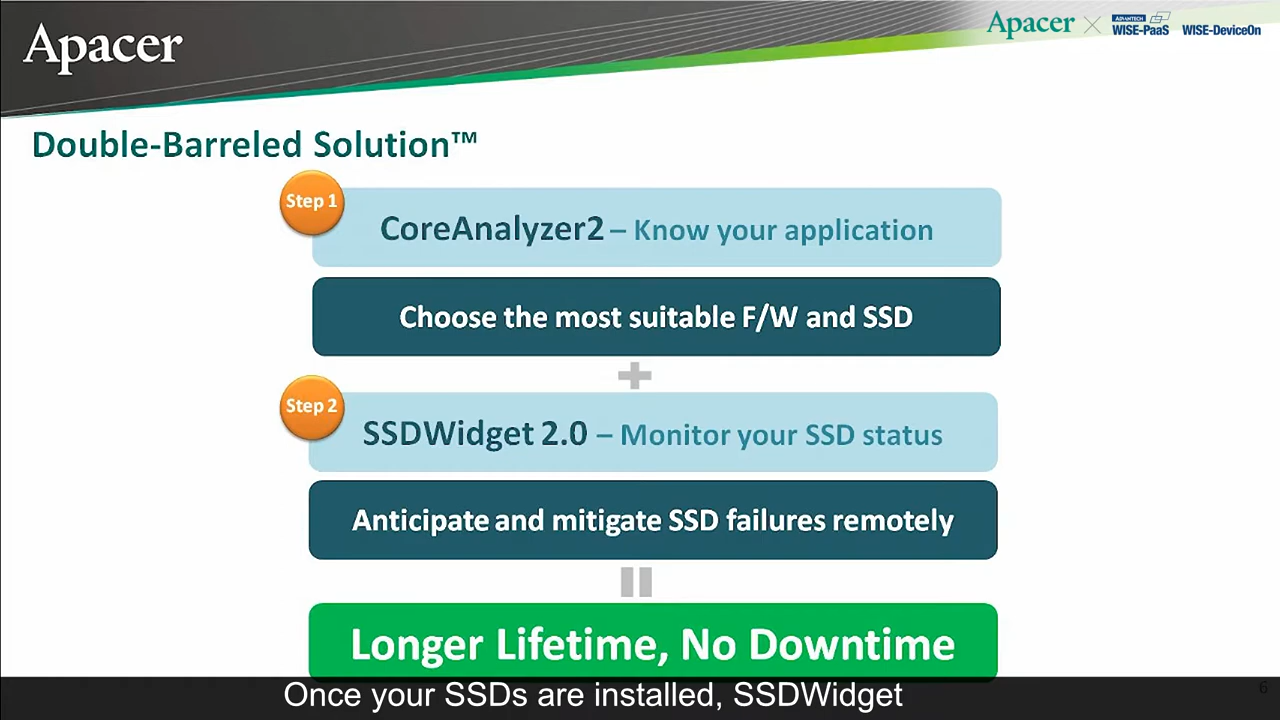 Apacer
Apacer
ADVANTECH
WISE-PaaS
WISE-DeviceOn
Double-Barreled Solution™
Step 1
CoreAnalyzer2 – Know your application
Choose the most suitable F/W and SSD
Step 2
SSDWidget 2.0 – Monitor your SSD status
Anticipate and mitigate SSD failures remotely
Longer Lifetime, No Downtime
Once your SSDs are installed, SSDWidget
6